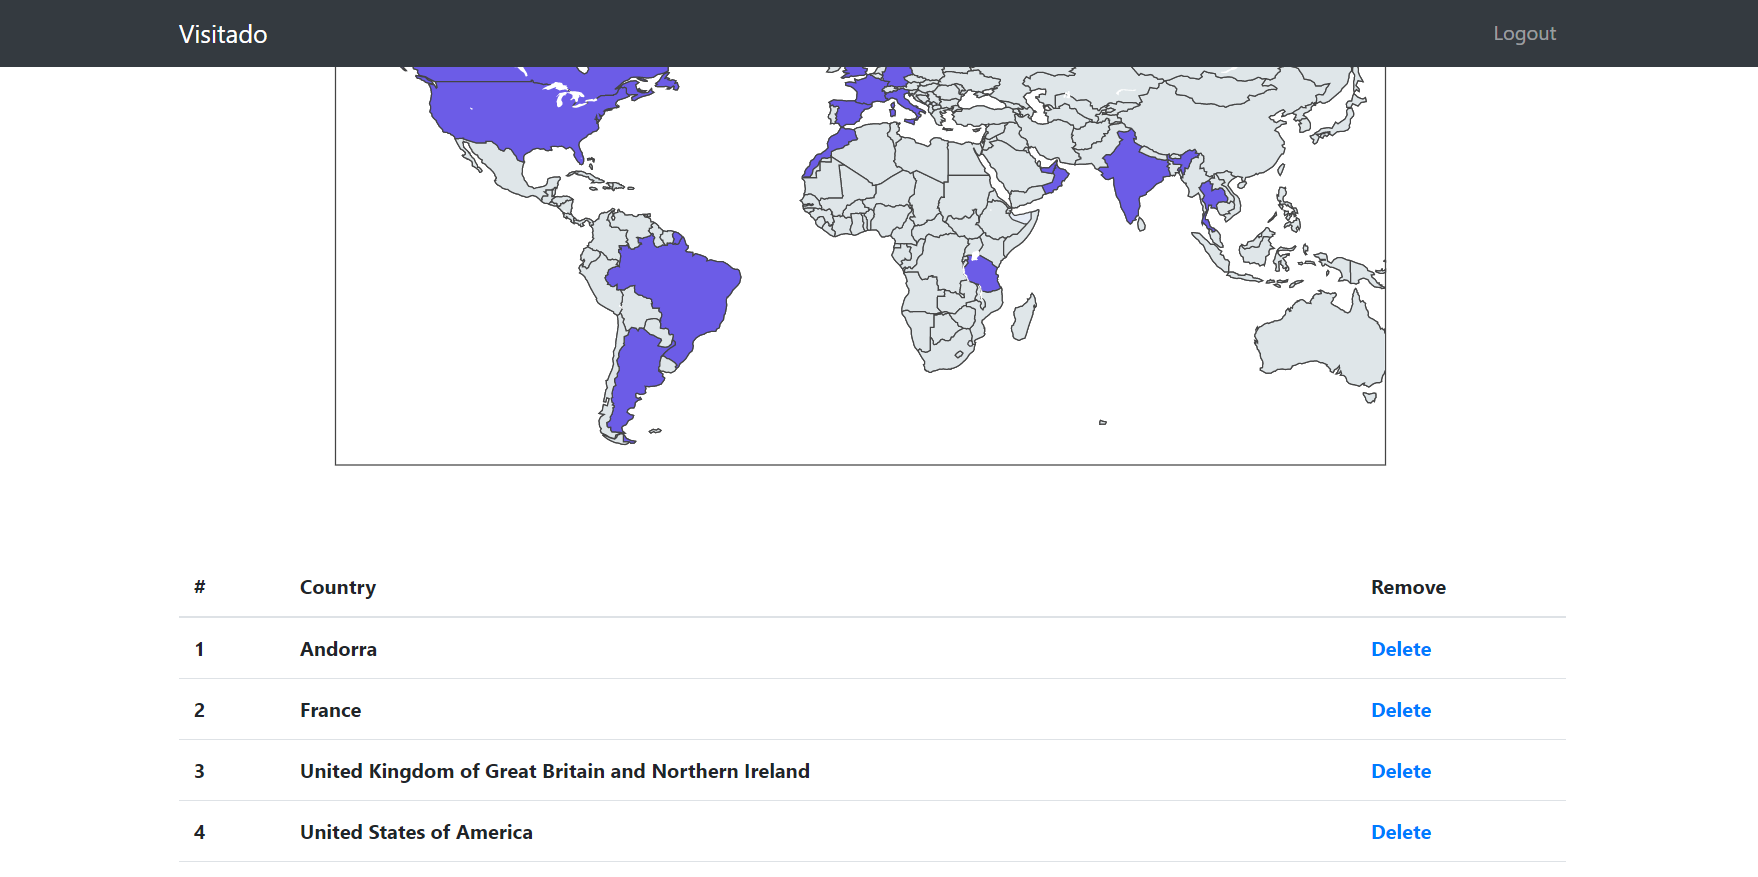 Visitado Logout
# Country Remove
1 Andorra Delete
2 France Delete
3 United Kingdom of Great Britain and Northern Ireland Delete
4 United States of America Delete